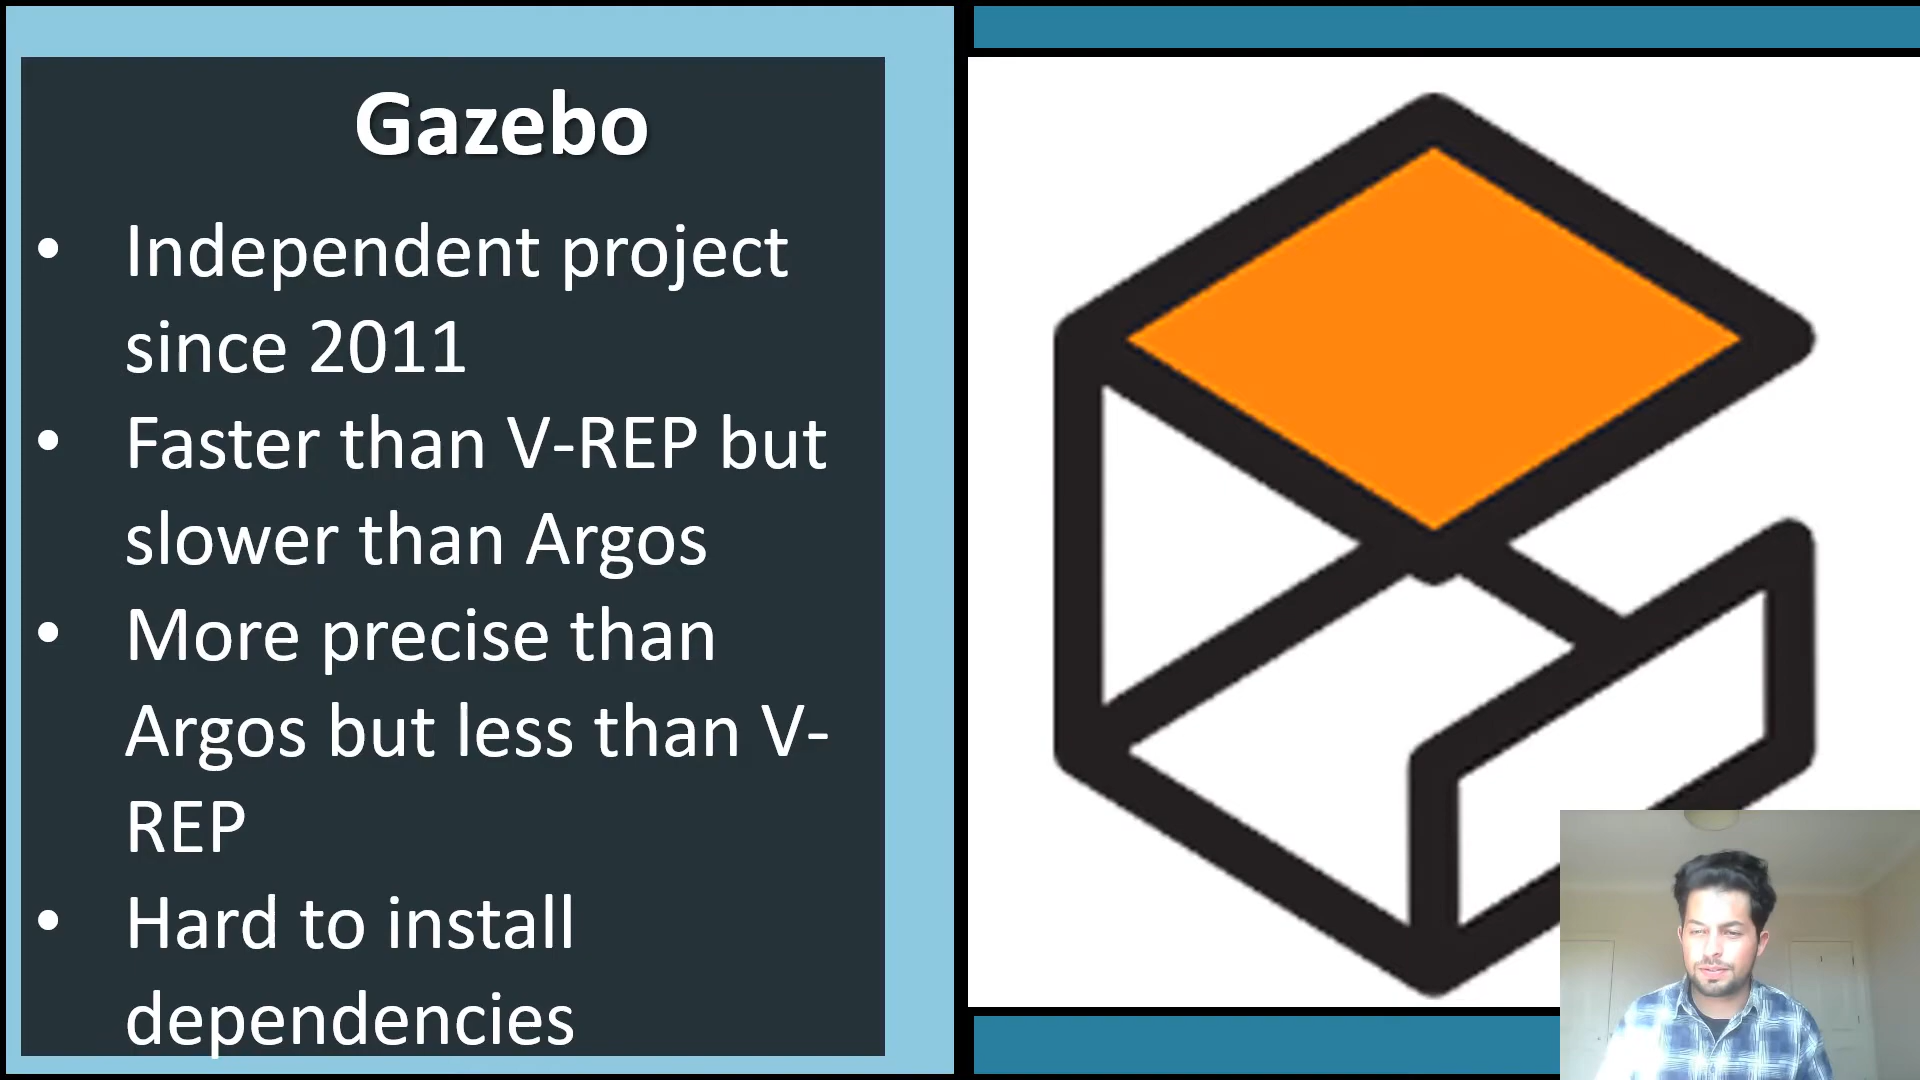 Gazebo
• Independent project
since 2011
• Faster than V-REP but
slower than Argos
• More precise than
Argos but less than V-
REP
• Hard to install
dependencies